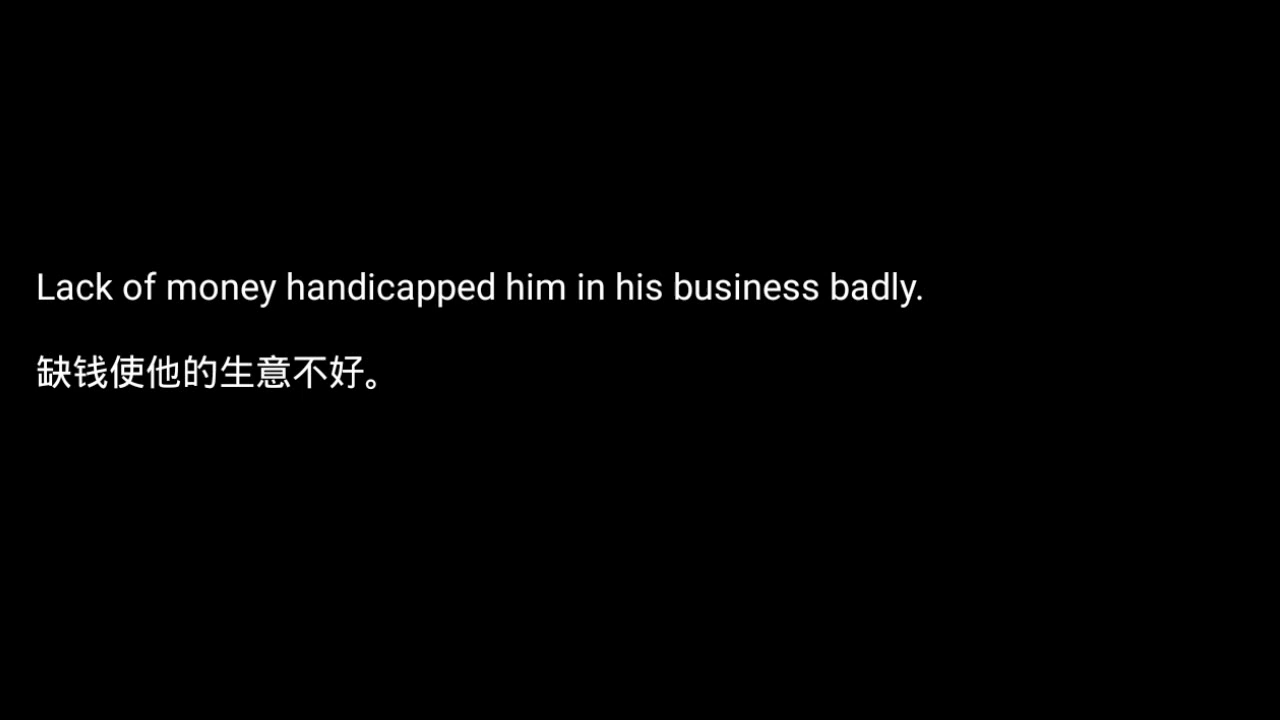 Lack of money handicapped him in his business badly.
缺钱使他的生意不好。